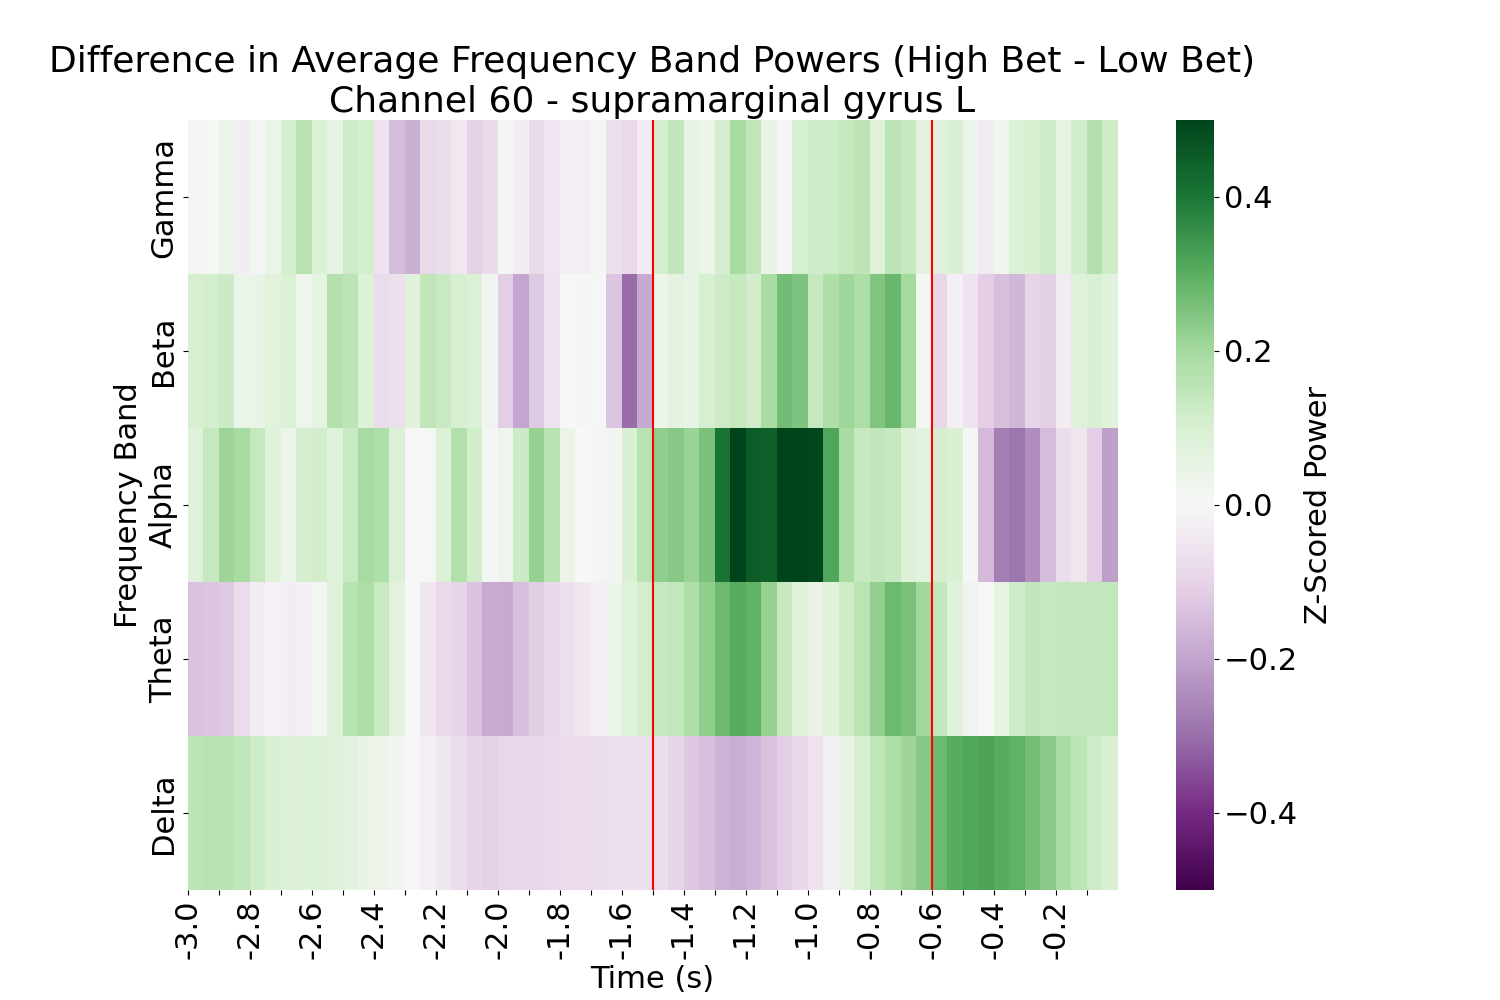 Difference in Average Frequency Band Powers (High Bet - Low Bet)
Channel 60 - supramarginal gyrus L
Frequency Band
Gamma
Beta
Alpha
Theta
Delta
-3.0
-2.8
-2.6
-2.4
-2.2
-2.0
-1.8
-1.6
-1.4
-1.2
-1.0
-0.8
-0.6
-0.4
-0.2
Time (s)
0.4
0.2
0.0
−0.2
−0.4
Z-Scored Power